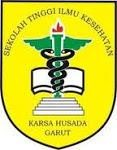 SEKOLAH TINGGI ILMU KESEHATAN
KARSA HUSADA
GARUT